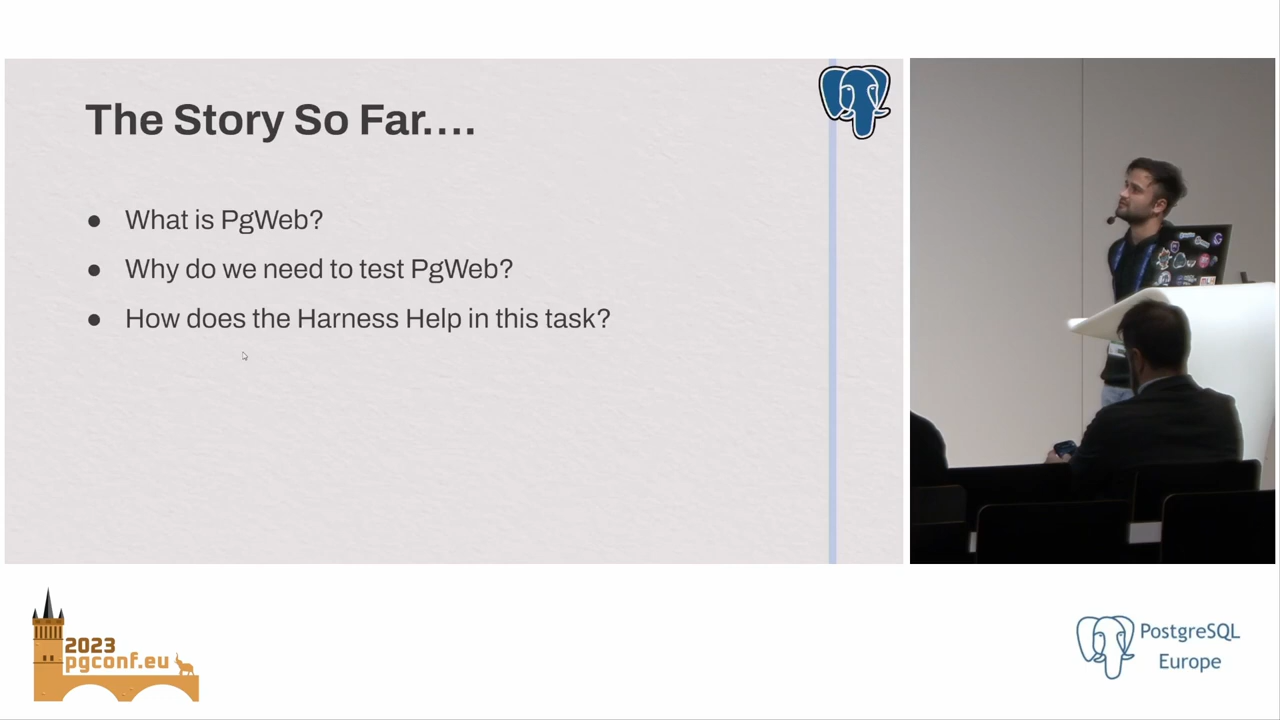 The Story So Far....
● What is PgWeb?
● Why do we need to test PgWeb?
● How does the Harness Help in this task?
2023
pgconf.eu
PostgreSQL
Europe